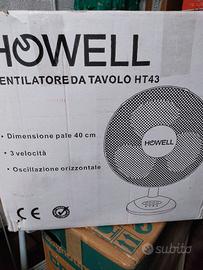 HOWELL
ENTILATORE DA TAVOLO HT43
• Dimensione pale 40 cm
• 3 velocità
• Oscillazione orizzontale
HOWELL
CE
subito